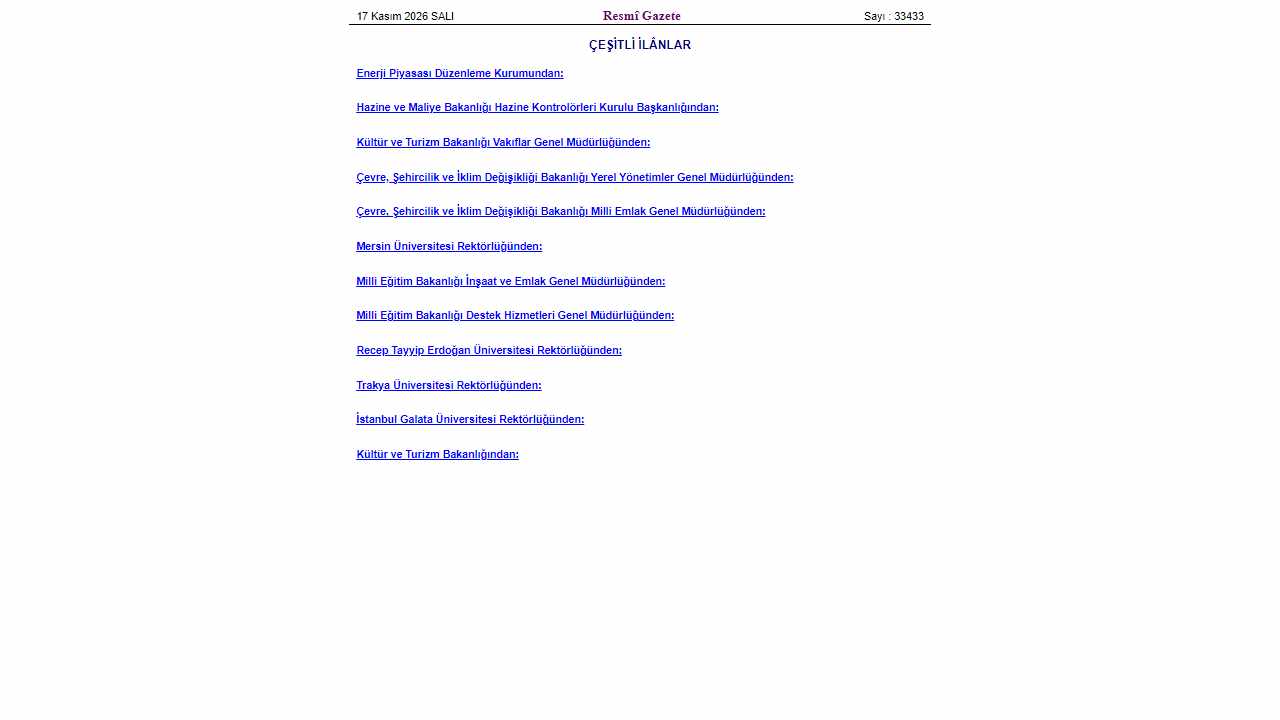 17 Kasım 2026 SALI Resmî Gazete Sayı : 33433
ÇEŞİTLİ İLÂNLAR
Enerji Piyasası Düzenleme Kurumundan:
Hazine ve Maliye Bakanlığı Hazine Kontrolörleri Kurulu Başkanlığından:
Kültür ve Turizm Bakanlığı Vakıflar Genel Müdürlüğünden:
Çevre, Şehircilik ve İklim Değişikliği Bakanlığı Yerel Yönetimler Genel Müdürlüğünden:
Çevre, Şehircilik ve İklim Değişikliği Bakanlığı Milli Emlak Genel Müdürlüğünden:
Mersin Üniversitesi Rektörlüğünden:
Milli Eğitim Bakanlığı İnşaat ve Emlak Genel Müdürlüğünden:
Milli Eğitim Bakanlığı Destek Hizmetleri Genel Müdürlüğünden:
Recep Tayyip Erdoğan Üniversitesi Rektörlüğünden:
Trakya Üniversitesi Rektörlüğünden:
İstanbul Galata Üniversitesi Rektörlüğünden:
Kültür ve Turizm Bakanlığından: